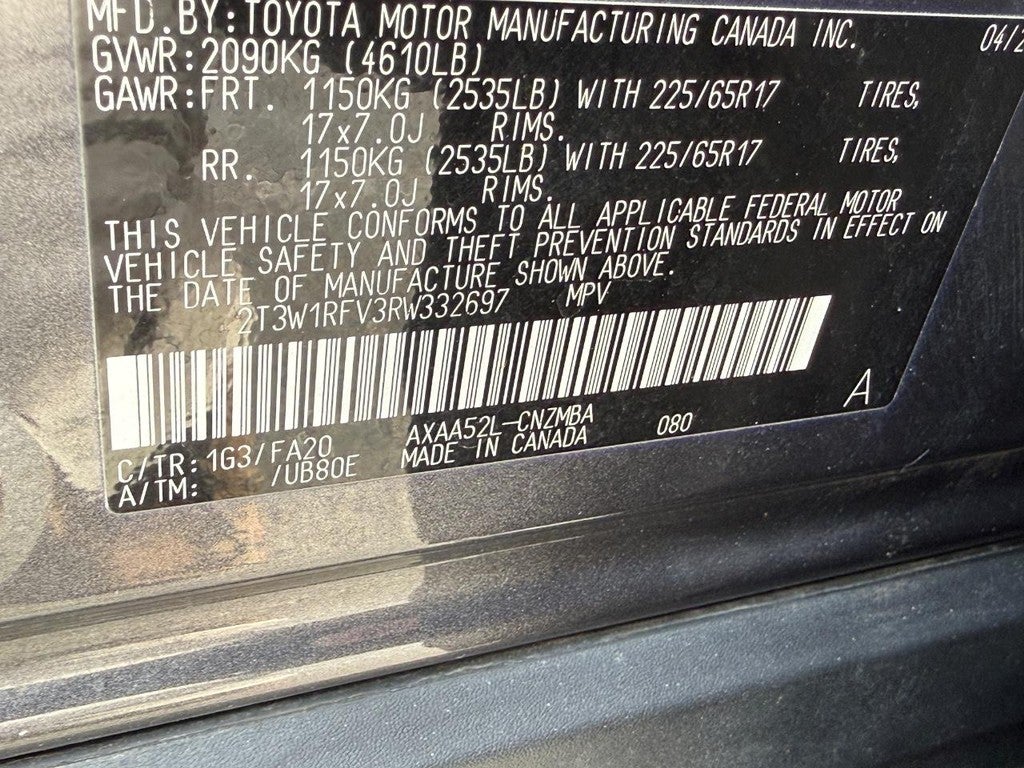 MFD.BY:TOYOTA MOTOR MANUFACTURING CANADA INC. 04/2
GVWR:2090KG (4610LB)
GAWR:FRT. 1150KG (2535LB) WITH 225/65R17 TIRES,
17x7.0J RIMS.
RR. 1150KG (2535LB) WITH 225/65R17 TIRES,
17x7.0J RIMS.
THIS VEHICLE CONFORMS TO ALL APPLICABLE FEDERAL MOTOR
VEHICLE SAFETY AND THEFT PREVENTION STANDARDS IN EFFECT ON
THE DATE OF MANUFACTURE SHOWN ABOVE.
2T3W1RFV3RW332697 MPV
A
C/TR: 1G3/FA20 AXAA52L-CNZMBA 080
A/TM: /UB80E MADE IN CANADA